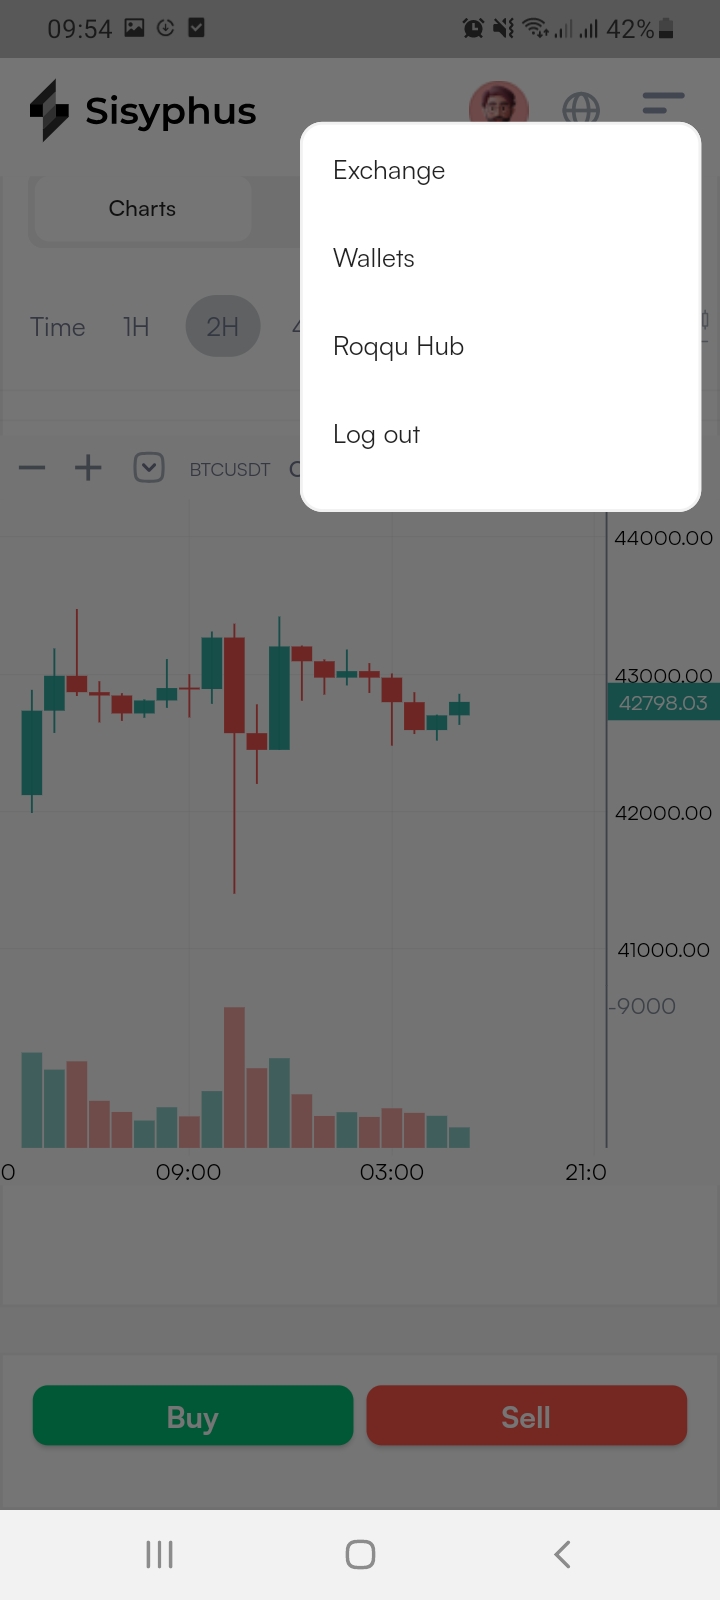 09:54 42%
Sisyphus
Exchange
Charts
Wallets
Time 1H 2H
Roqqu Hub
Log out
BTCUSDT
44000.00
43000.00
42798.03
42000.00
41000.00
-9000
0 09:00 03:00 21:0
Buy Sell